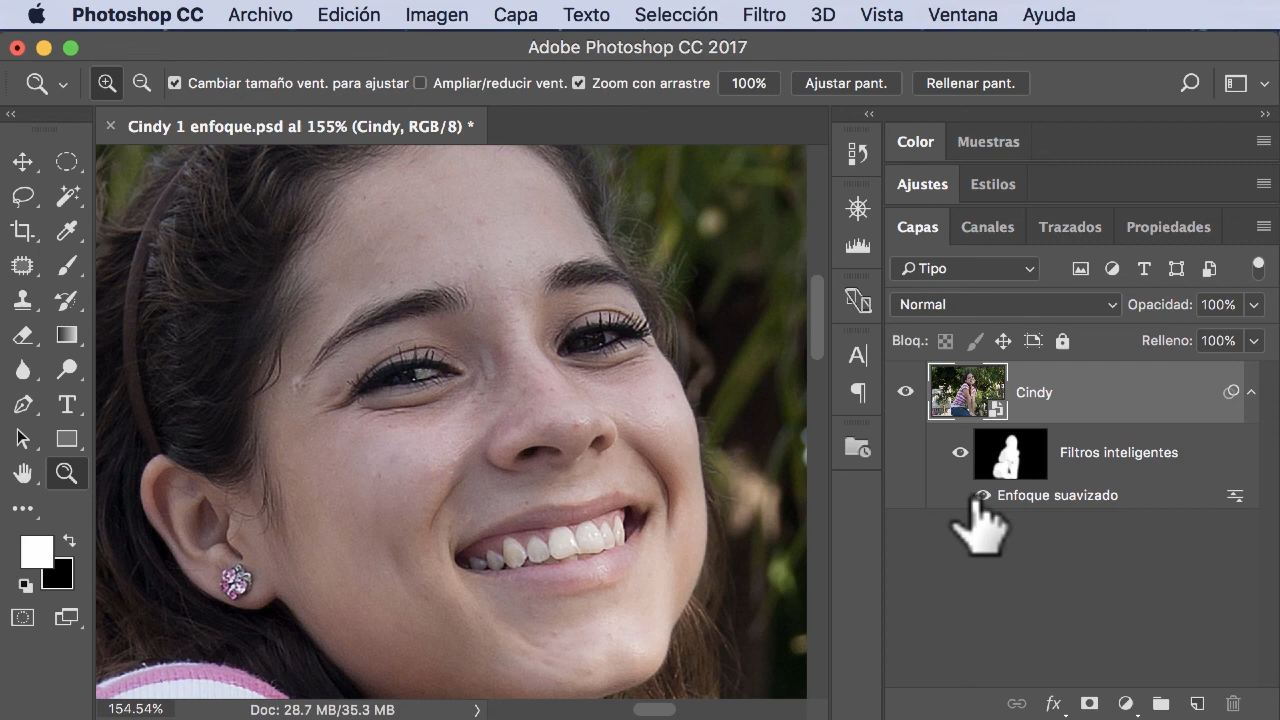 Photoshop CC Archivo Edición Imagen Capa Texto Selección Filtro 3D Vista Ventana Ayuda
Adobe Photoshop CC 2017
Cambiar tamaño vent. para ajustar Ampliar/reducir vent. Zoom con arrastre 100% Ajustar pant. Rellenar pant.
Cindy 1 enfoque.psd al 155% (Cindy, RGB/8) *
Color Muestras
Ajustes Estilos
Capas Canales Trazados Propiedades
Tipo
Normal Opacidad: 100%
Bloq.: Relleno: 100%
Cindy
Filtros inteligentes
Enfoque suavizado
154.54% Doc: 28.7 MB/35.3 MB